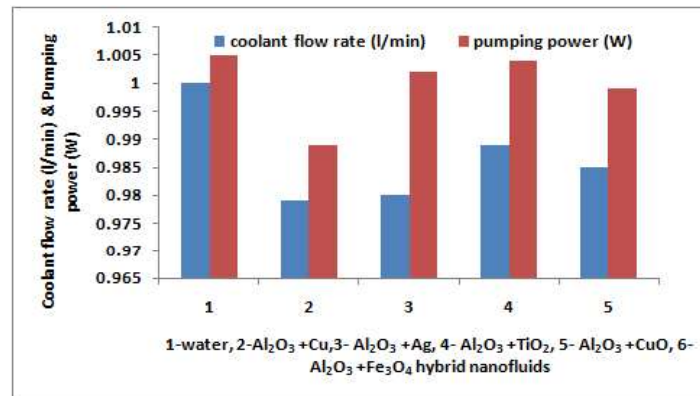 1.01
1.005
1
0.995
0.99
0.985
0.98
0.975
0.97
0.965
Coolant flow rate (l/min) & Pumping
power (W)
coolant flow rate (l/min) pumping power (W)
1 2 3 4 5
1-water, 2-Al₂O₃ +Cu,3- Al₂O₃ +Ag, 4- Al₂O₃ +TiO₂, 5- Al₂O₃ +CuO, 6-
Al₂O₃ +Fe₃O₄ hybrid nanofluids